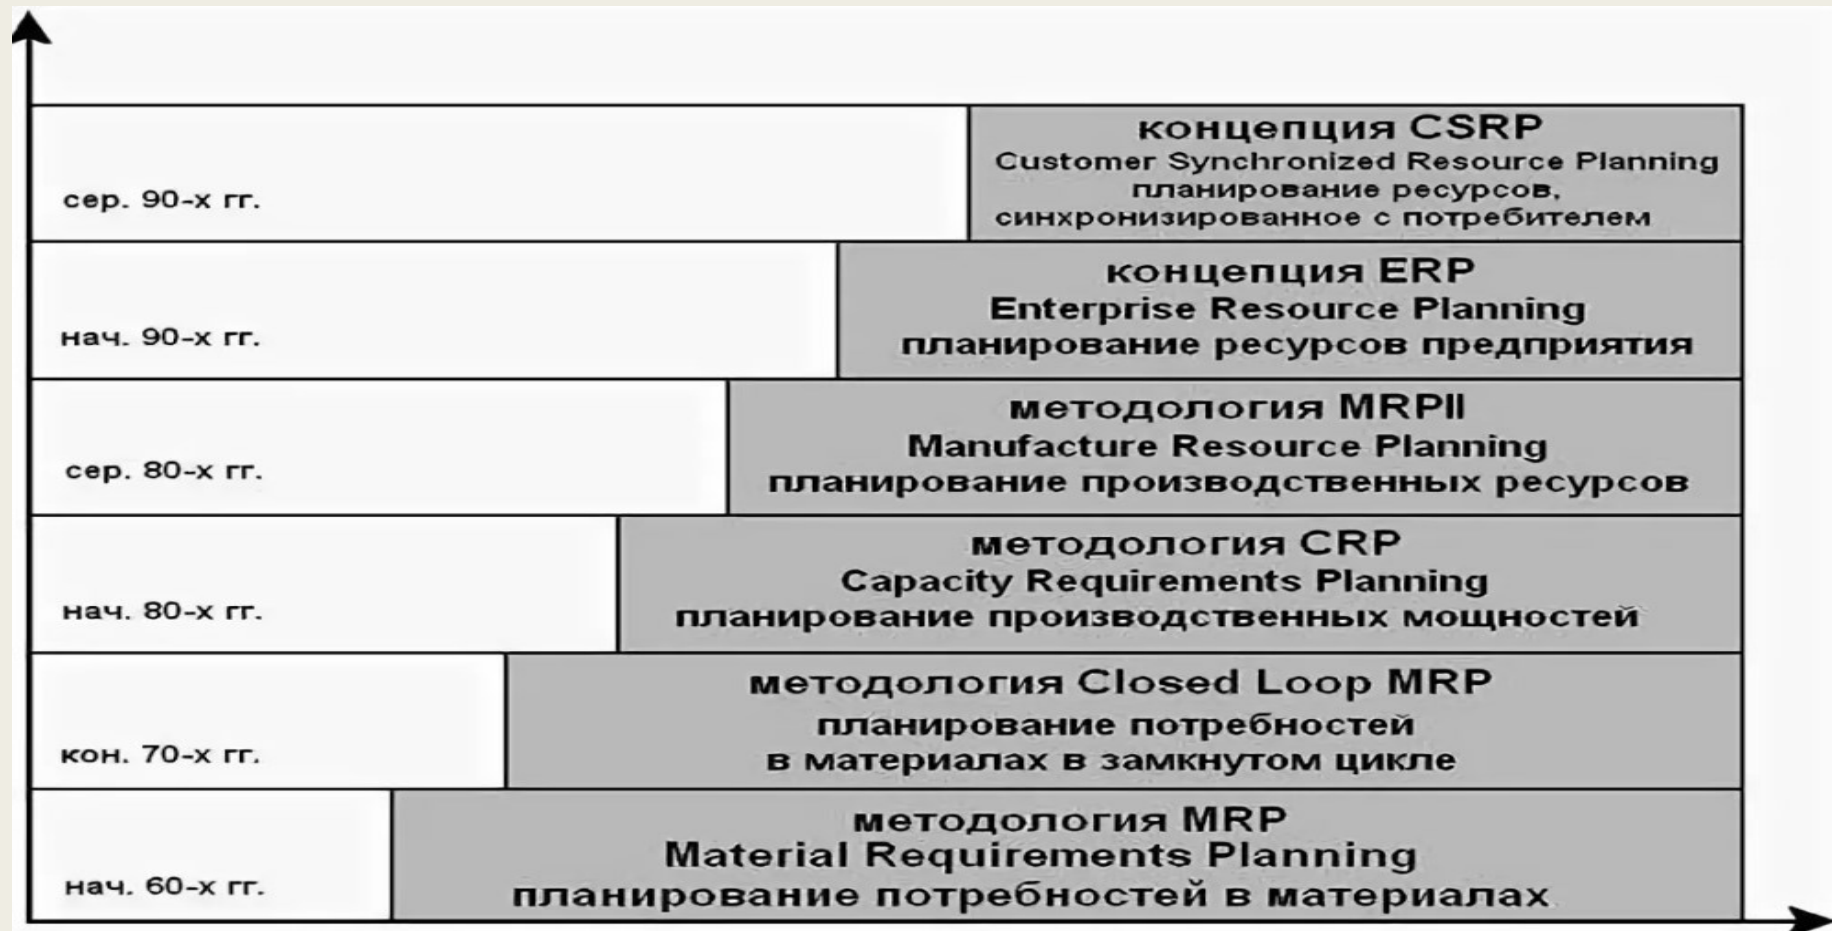 концепция CSRP
Customer Synchronized Resource Planning
планирование ресурсов,
синхронизированное с потребителем
сер. 90-х гг.
концепция ERP
Enterprise Resource Planning
планирование ресурсов предприятия
нач. 90-х гг.
методология MRPII
Manufacture Resource Planning
планирование производственных ресурсов
сер. 80-х гг.
методология CRP
Capacity Requirements Planning
планирование производственных мощностей
нач. 80-х гг.
методология Closed Loop MRP
планирование потребностей
в материалах в замкнутом цикле
кон. 70-х гг.
методология MRP
Material Requirements Planning
планирование потребностей в материалах
нач. 60-х гг.